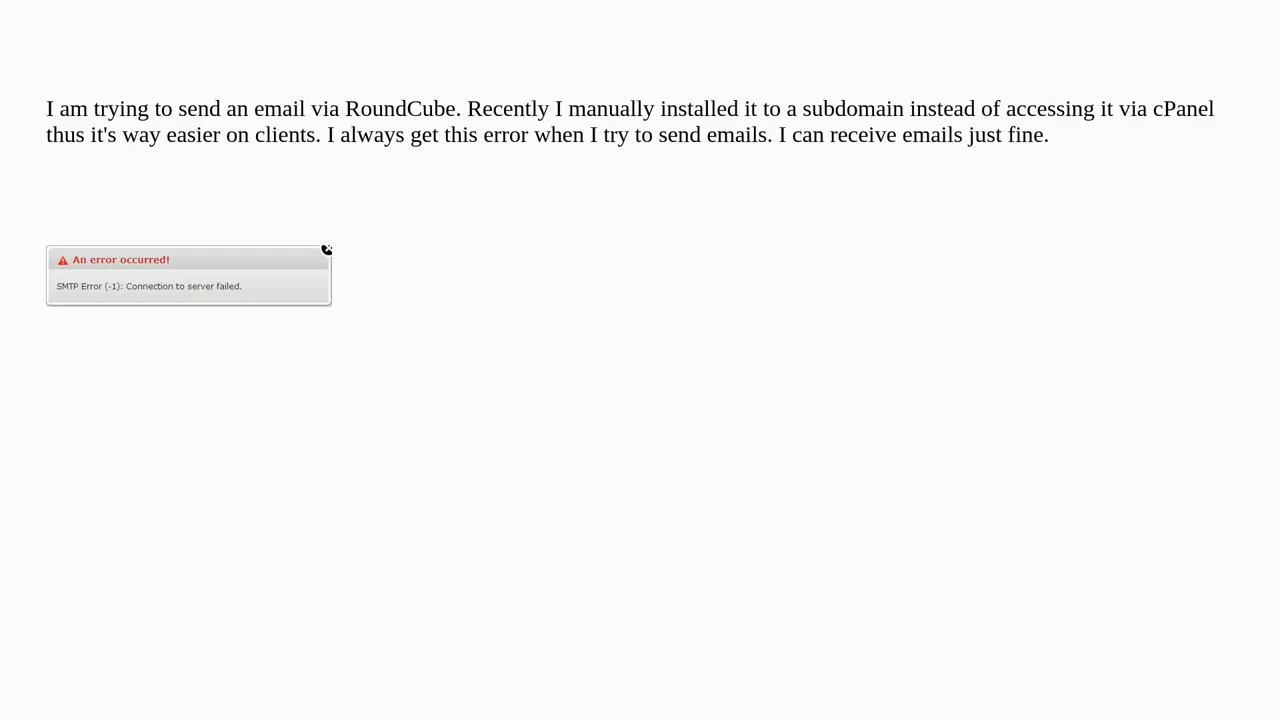 I am trying to send an email via RoundCube. Recently I manually installed it to a subdomain instead of accessing it via cPanel
thus it's way easier on clients. I always get this error when I try to send emails. I can receive emails just fine.
An error occurred!
SMTP Error (-1): Connection to server failed.